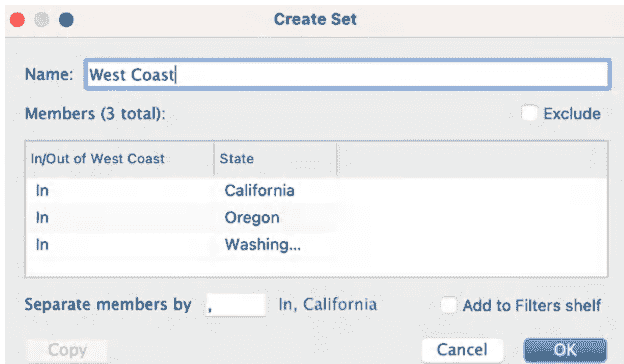 Create Set
Name: West Coast
Members (3 total): Exclude
In/Out of West Coast State
In California
In Oregon
In Washing...
Separate members by , In, California Add to Filters shelf
Copy Cancel OK